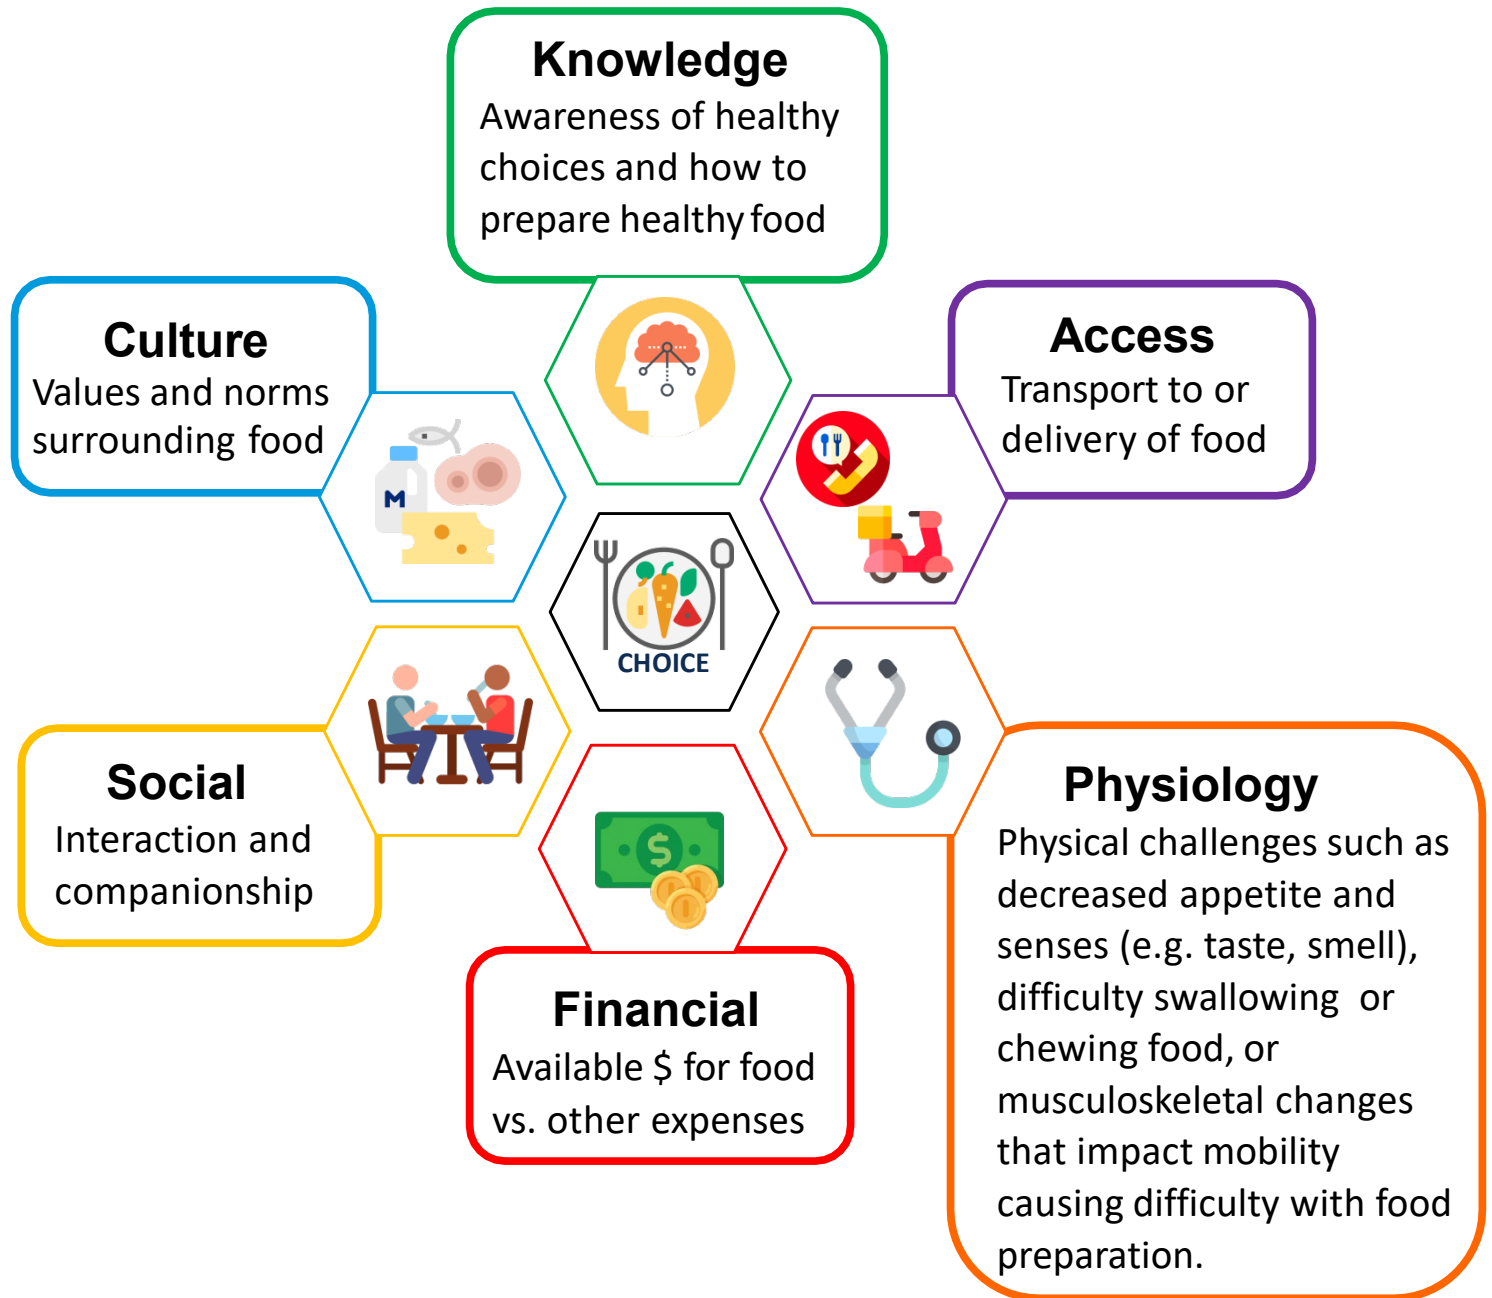 Knowledge
Awareness of healthy
choices and how to
prepare healthy food
Culture
Values and norms
surrounding food
M
Access
Transport to or
delivery of food
CHOICE
Social
Interaction and
companionship
Physiology
Physical challenges such as
decreased appetite and
senses (e.g. taste, smell),
difficulty swallowing or
chewing food, or
musculoskeletal changes
that impact mobility
causing difficulty with food
preparation.
$
Financial
Available $ for food
vs. other expenses